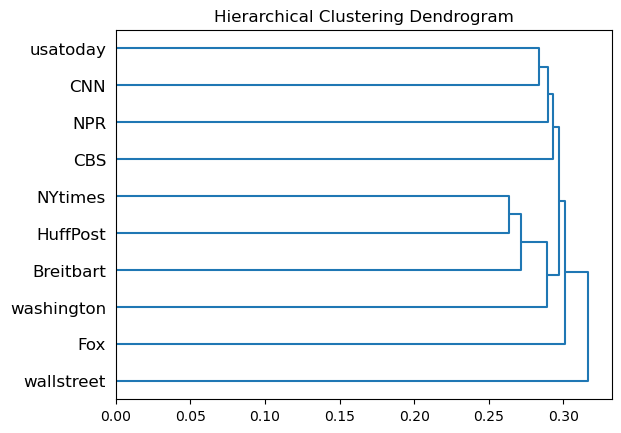 Hierarchical Clustering Dendrogram
usatoday
CNN
NPR
CBS
NYtimes
HuffPost
Breitbart
washington
Fox
wallstreet
0.00 0.05 0.10 0.15 0.20 0.25 0.30